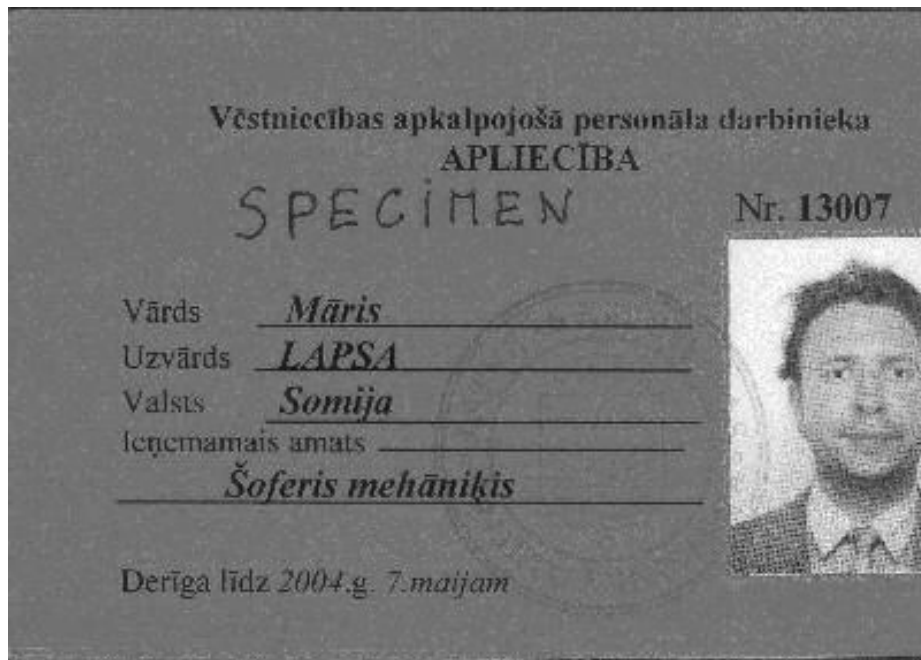 Vēstniecības apkalpojošā personāla darbinieka
APLIECĪBA
SPECIMEN
Nr. 13007
Vārds Māris
Uzvārds LAPSA
Valsts Somija
Ieņemamais amats
Šoferis mehāniķis
Derīga līdz 2004.g. 7.maijam